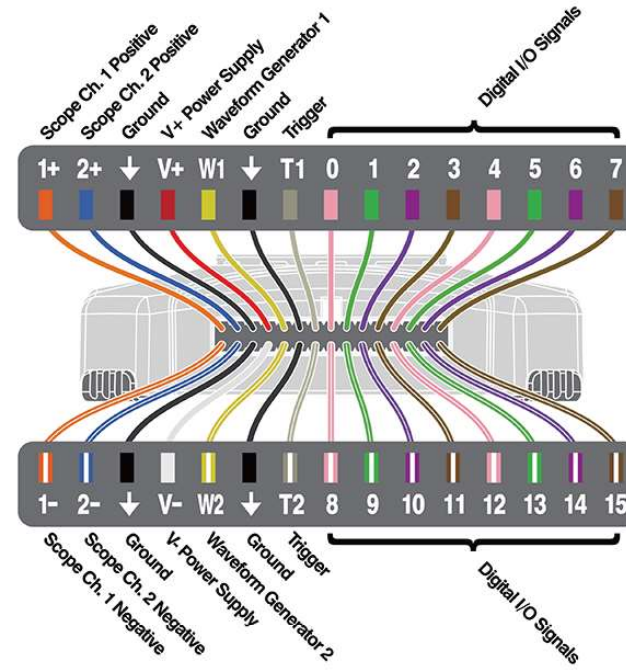 Scope Ch. 1 Positive
Scope Ch. 2 Positive
Ground
V+ Power Supply
Waveform Generator 1
Ground
Trigger
Digital I/O Signals
1+ 2+ V+ W1 T1 0 1 2 3 4 5 6 7
1- 2- V- W2 T2 8 9 10 11 12 13 14 15
Scope Ch. 1 Negative
Scope Ch. 2 Negative
Ground
V- Power Supply
Waveform Generator 2
Ground
Trigger
Digital I/O Signals